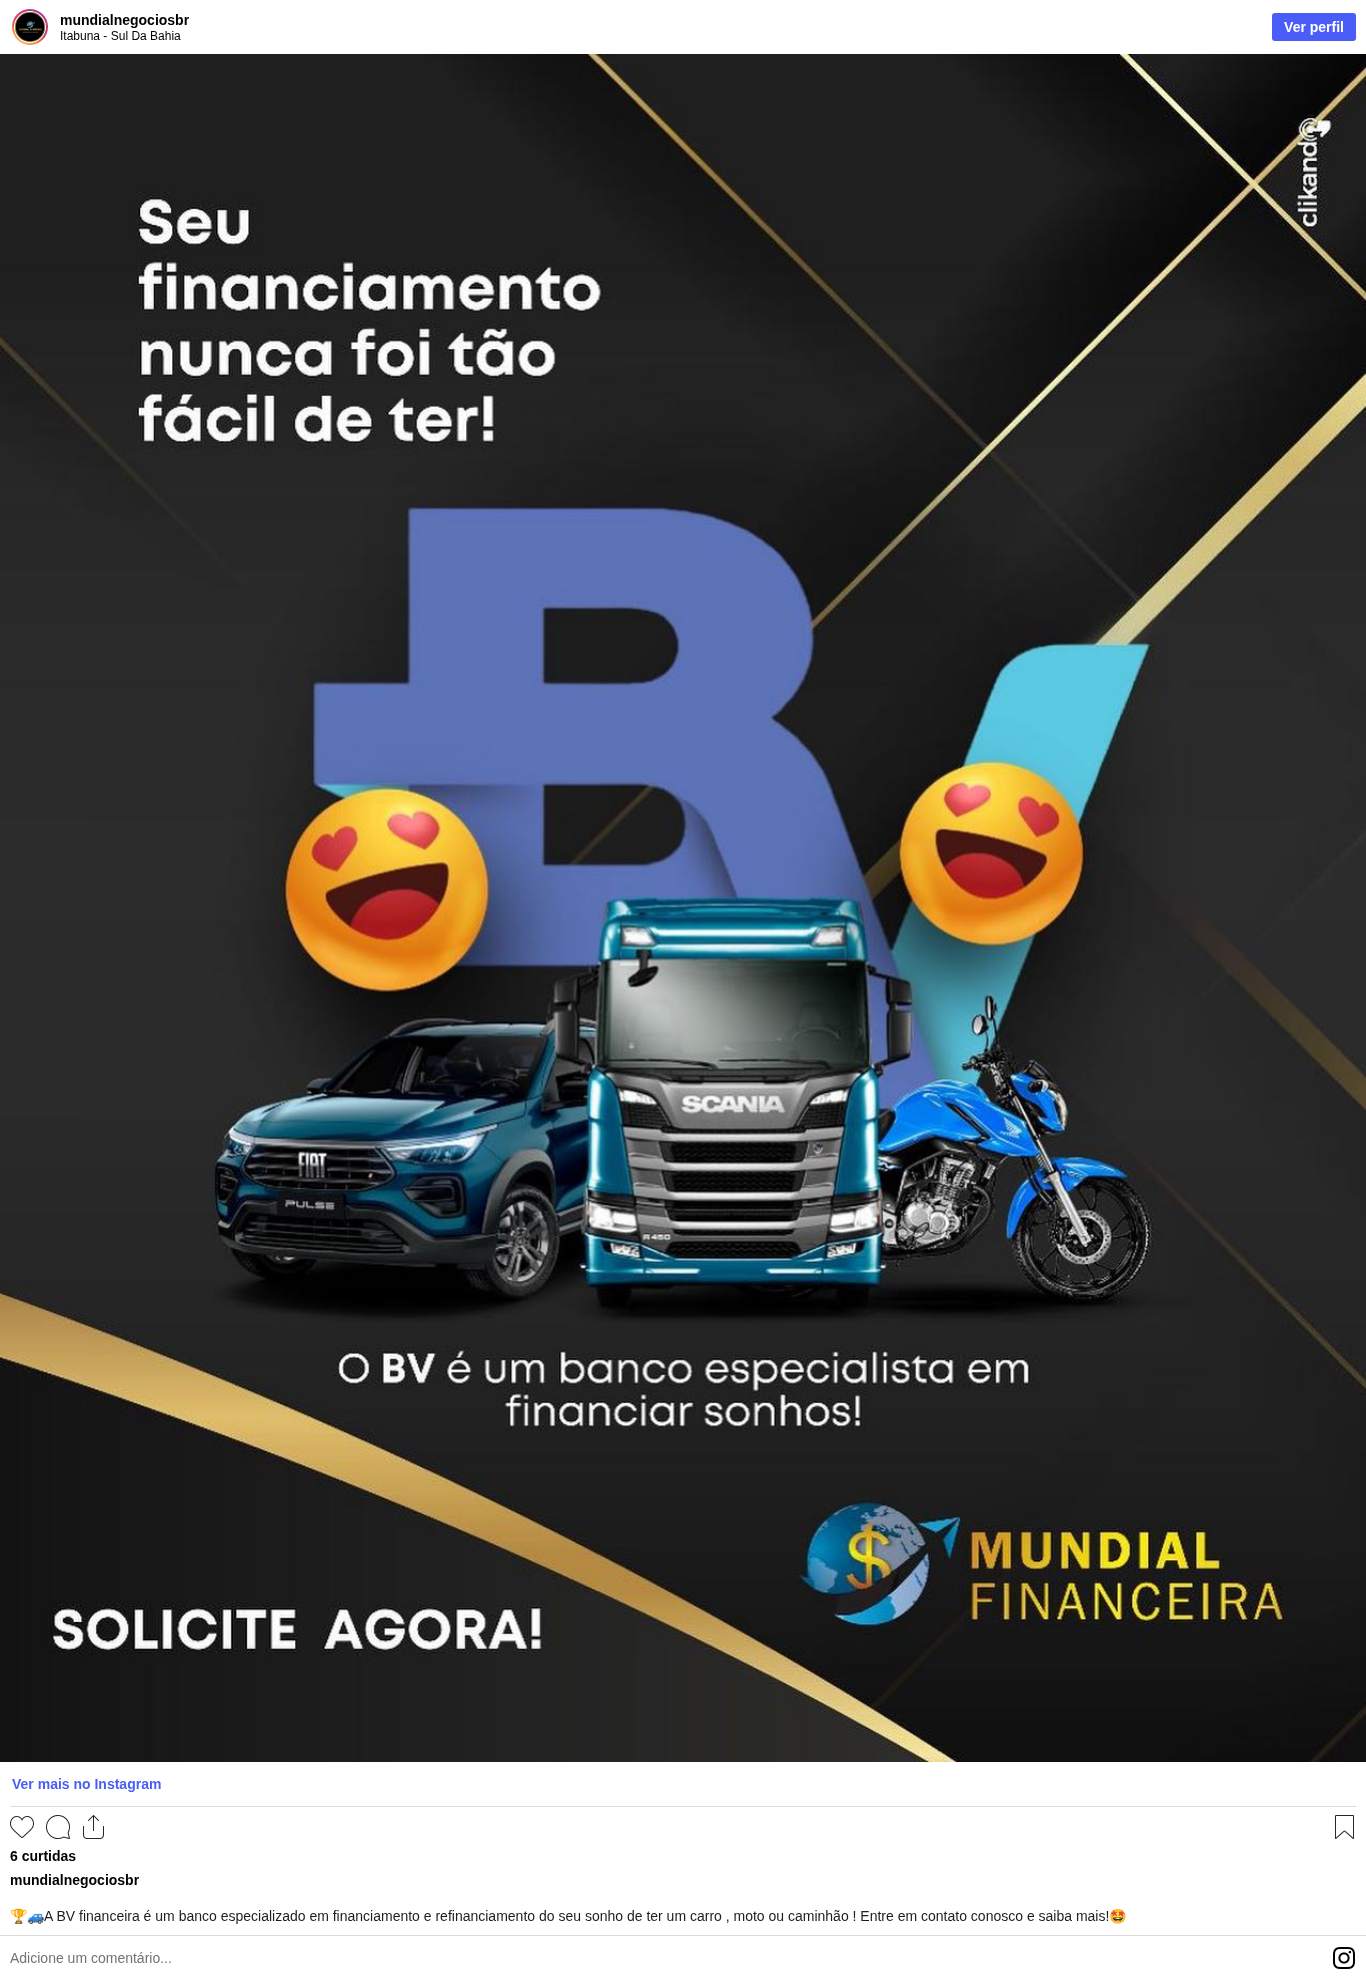 mundialnegociosbr
Itabuna - Sul Da Bahia
Ver perfil
clikando
Seu
financiamento
nunca foi tão
fácil de ter!
BV
SCANIA
FIAT
PULSE
R 450
O BV é um banco especialista em
financiar sonhos!
MUNDIAL
FINANCEIRA
SOLICITE AGORA!
Ver mais no Instagram
6 curtidas
mundialnegociosbr
🏆🚙A BV financeira é um banco especializado em financiamento e refinanciamento do seu sonho de ter um carro , moto ou caminhão ! Entre em contato conosco e saiba mais!🤩
Adicione um comentário...